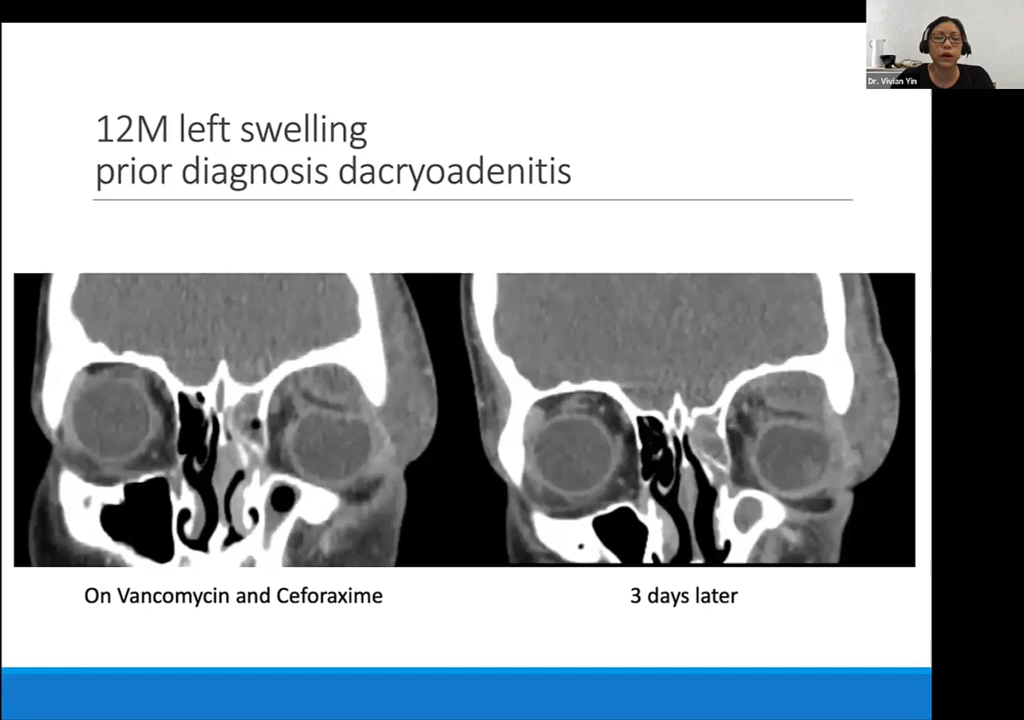 Dr. Vivian Yin
12M left swelling
prior diagnosis dacryoadenitis
On Vancomycin and Ceforaxime
3 days later